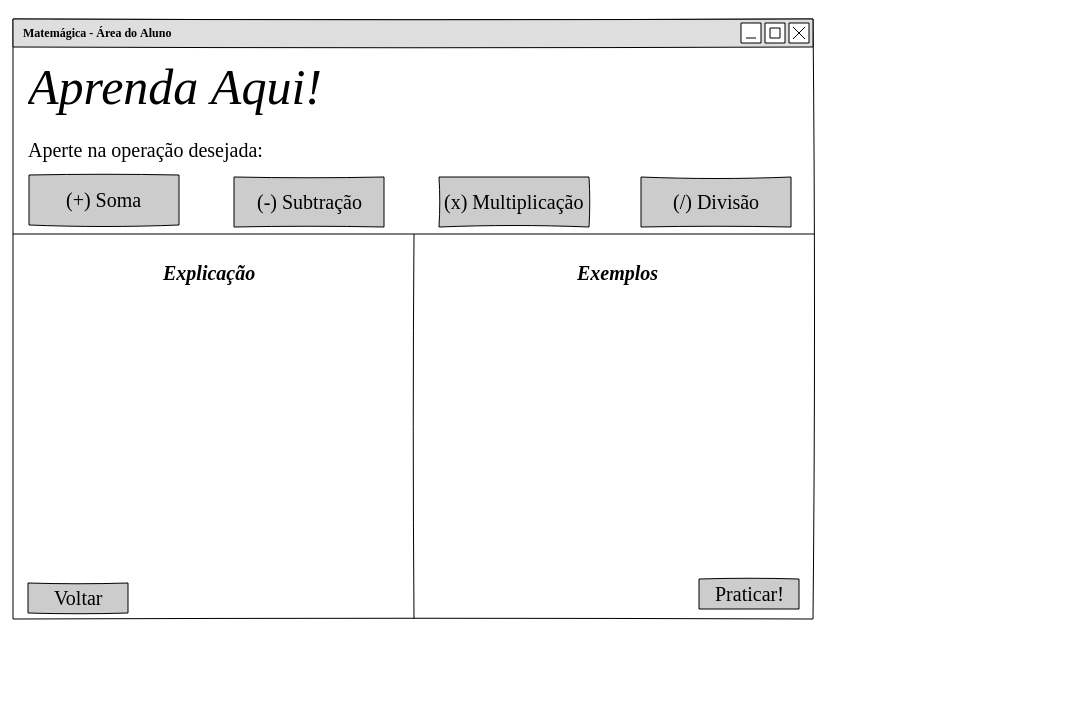 Matemágica - Área do Aluno
Aprenda Aqui!
Aperte na operação desejada:
(+) Soma
(-) Subtração
(x) Multiplicação
(/) Divisão
Explicação
Exemplos
Voltar
Praticar!